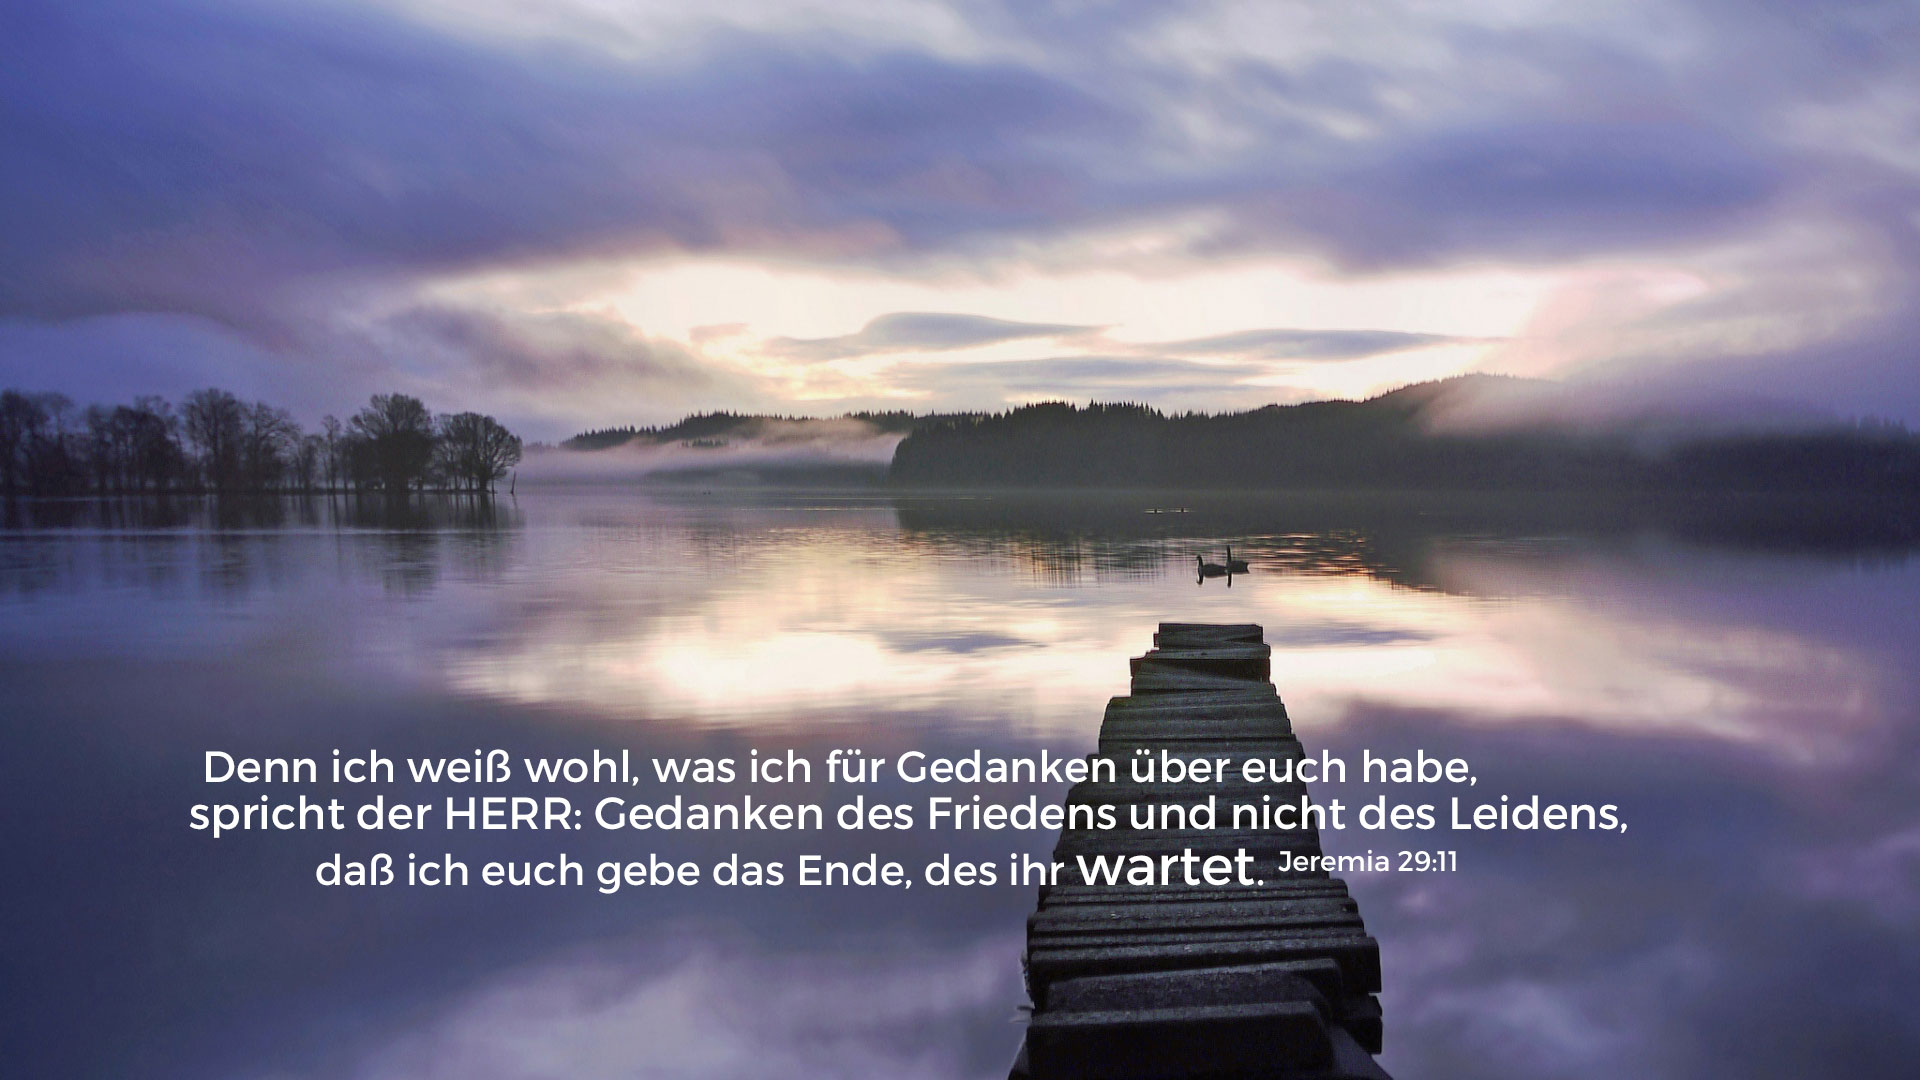 Denn ich weiß wohl, was ich für Gedanken über euch habe,
spricht der HERR: Gedanken des Friedens und nicht des Leidens,
daß ich euch gebe das Ende, des ihr wartet. Jeremia 29:11